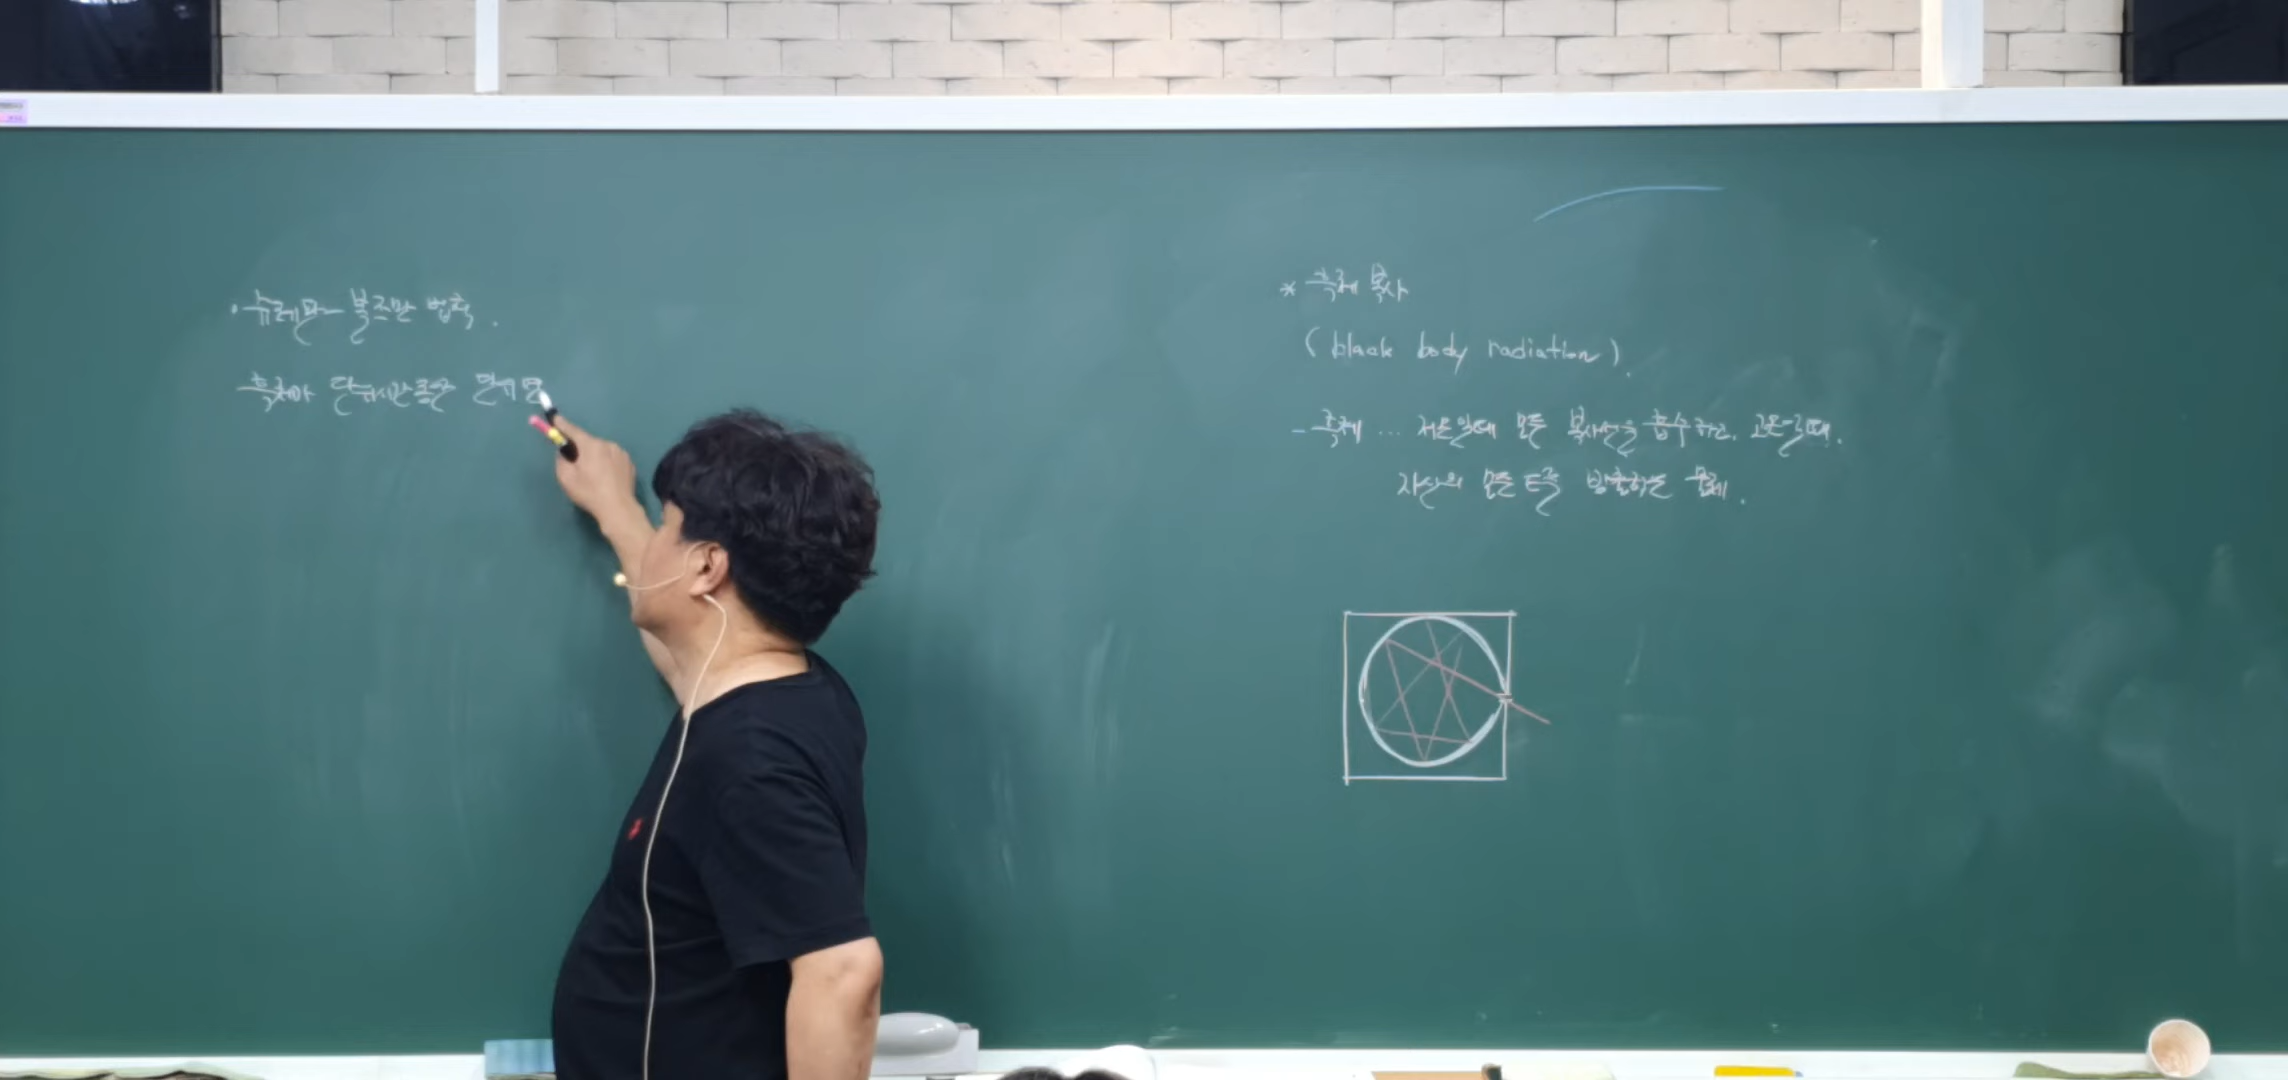 · 슈테판- 볼츠만 법칙.
흑체가 단위시간동안 단위면
* 흑체 복사
(black body radiation).
- 흑체 ... 저온일때 모든 복사선을 흡수하고, 고온일때,
자신의 모든 E를 방출하는 물체.